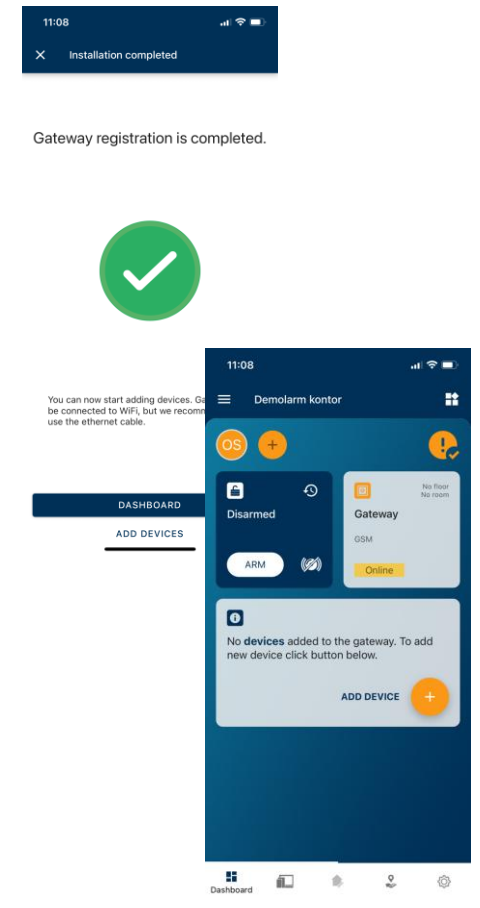 11:08
Installation completed
Gateway registration is completed.
You can now start adding devices.
be connected to WiFi, but we
use the ethernet cable.
DASHBOARD
ADD DEVICES
11:08
Demolarm kontor
OS
Disarmed
ARM
No floor
No room
Gateway
GSM
Online
No devices added to the gateway. To add
new device click button below.
ADD DEVICE
Dashboard